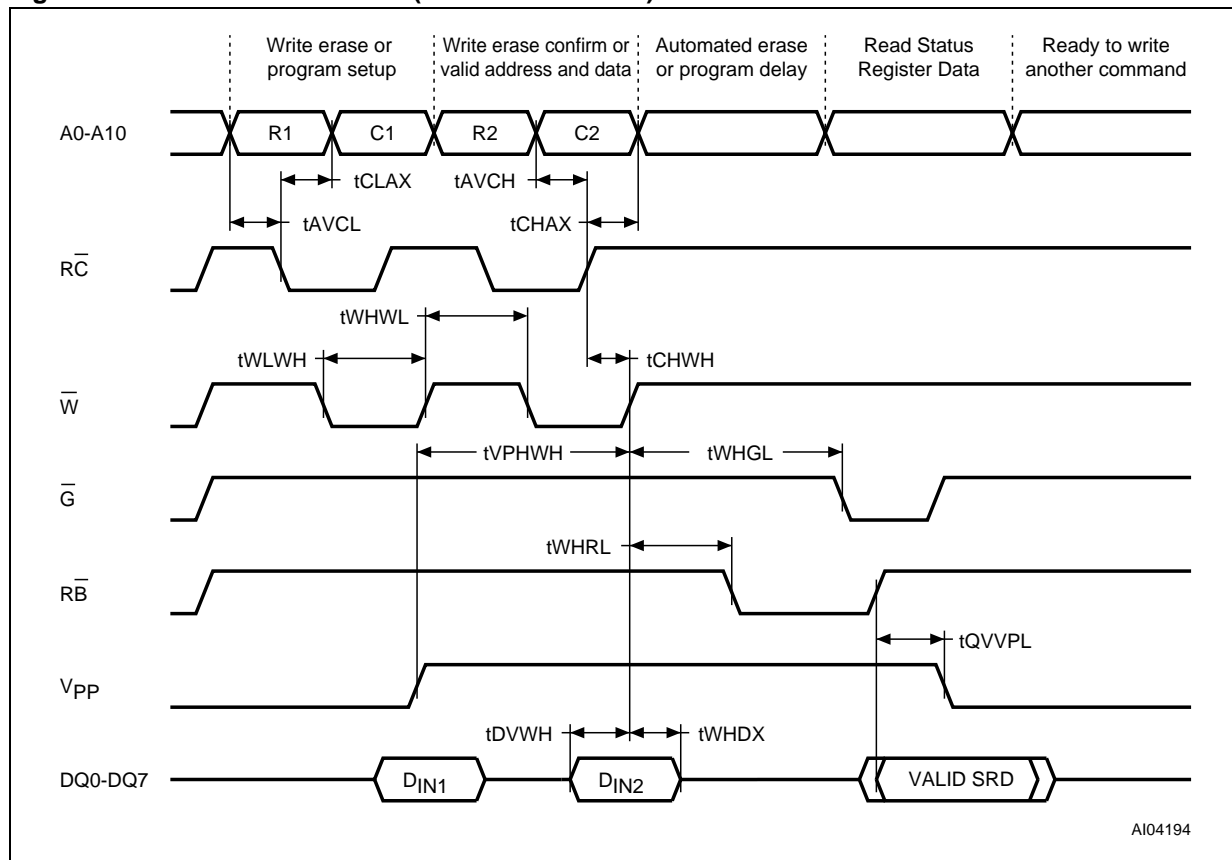 Write erase or
program setup
Write erase confirm or
valid address and data
Automated erase
or program delay
Read Status
Register Data
Ready to write
another command
A0-A10
R1
C1
R2
C2
tCLAX
tAVCH
tAVCL
tCHAX
RC̅
tWHWL
tWLWH
tCHWH
W̅
tVPHWH
tWHGL
G̅
tWHRL
RB̅
tQVVPL
VPP
tDVWH
tWHDX
DQ0-DQ7
DIN1
DIN2
VALID SRD
AI04194